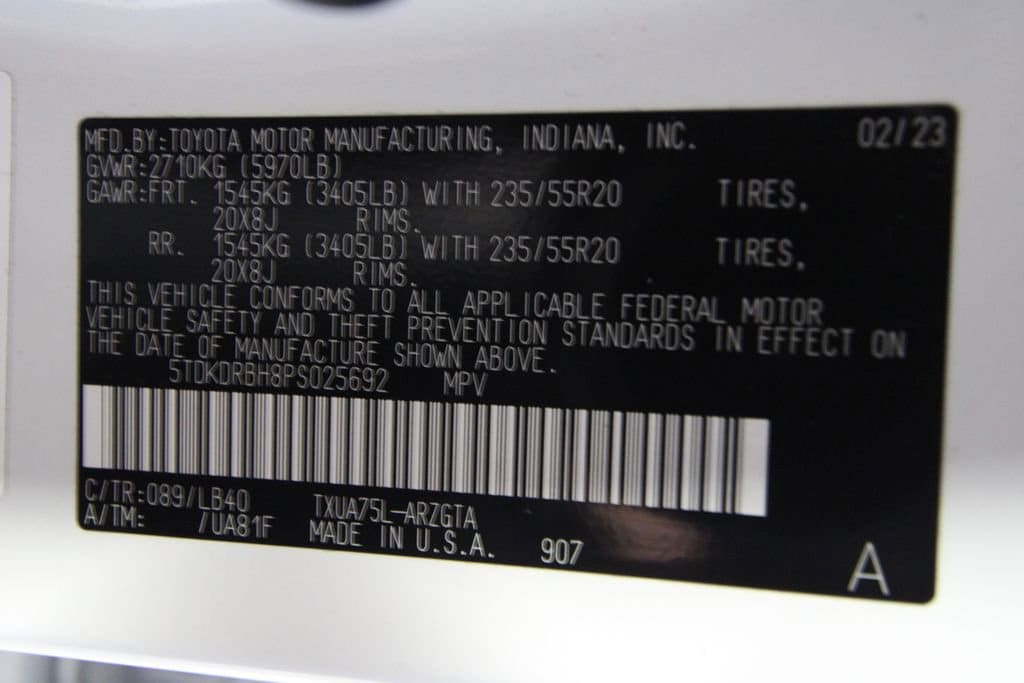 MFD.BY:TOYOTA MOTOR MANUFACTURING, INDIANA, INC. 02/23
GVWR:2710KG (5970LB)
GAWR:FRT. 1545KG (3405LB) WITH 235/55R20 TIRES,
20X8J RIMS.
RR. 1545KG (3405LB) WITH 235/55R20 TIRES,
20X8J RIMS.
THIS VEHICLE CONFORMS TO ALL APPLICABLE FEDERAL MOTOR
VEHICLE SAFETY AND THEFT PREVENTION STANDARDS IN EFFECT ON
THE DATE OF MANUFACTURE SHOWN ABOVE.
5TDKDRBH8PS025692 MPV
C/TR:089/LB40 TXUA75L-ARZGTA
A/TM: /UA81F MADE IN U.S.A. 907 A